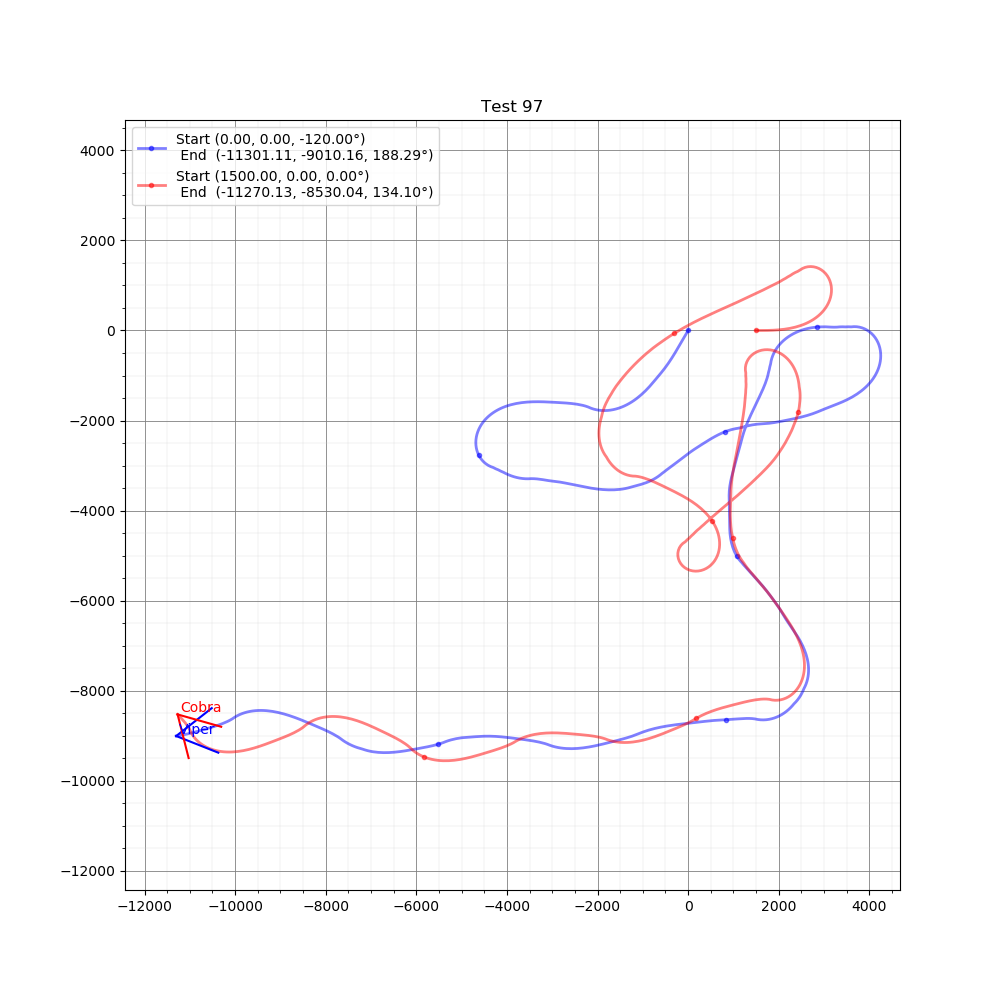 Test 97
Start (0.00, 0.00, -120.00°)
End  (-11301.11, -9010.16, 188.29°)
Start (1500.00, 0.00, 0.00°)
End  (-11270.13, -8530.04, 134.10°)
4000
2000
0
−2000
−4000
−6000
−8000
−10000
−12000
Cobra
Viper
−12000 −10000 −8000 −6000 −4000 −2000 0 2000 4000